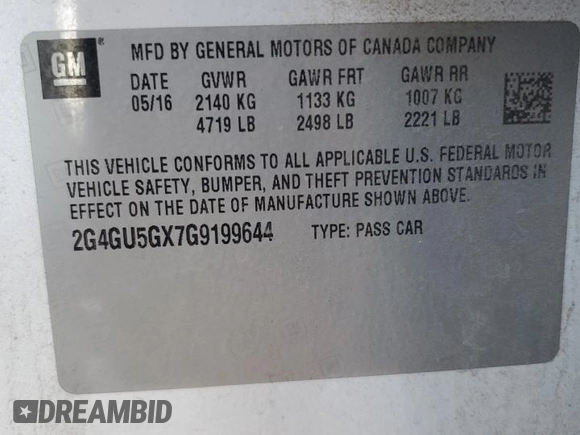 GM
MFD BY GENERAL MOTORS OF CANADA COMPANY
DATE GVWR GAWR FRT GAWR RR
05/16 2140 KG 1133 KG 1007 KG
4719 LB 2498 LB 2221 LB
THIS VEHICLE CONFORMS TO ALL APPLICABLE U.S. FEDERAL MOTOR
VEHICLE SAFETY, BUMPER, AND THEFT PREVENTION STANDARDS IN
EFFECT ON THE DATE OF MANUFACTURE SHOWN ABOVE.
2G4GU5GX7G9199644 TYPE: PASS CAR
DREAMBID